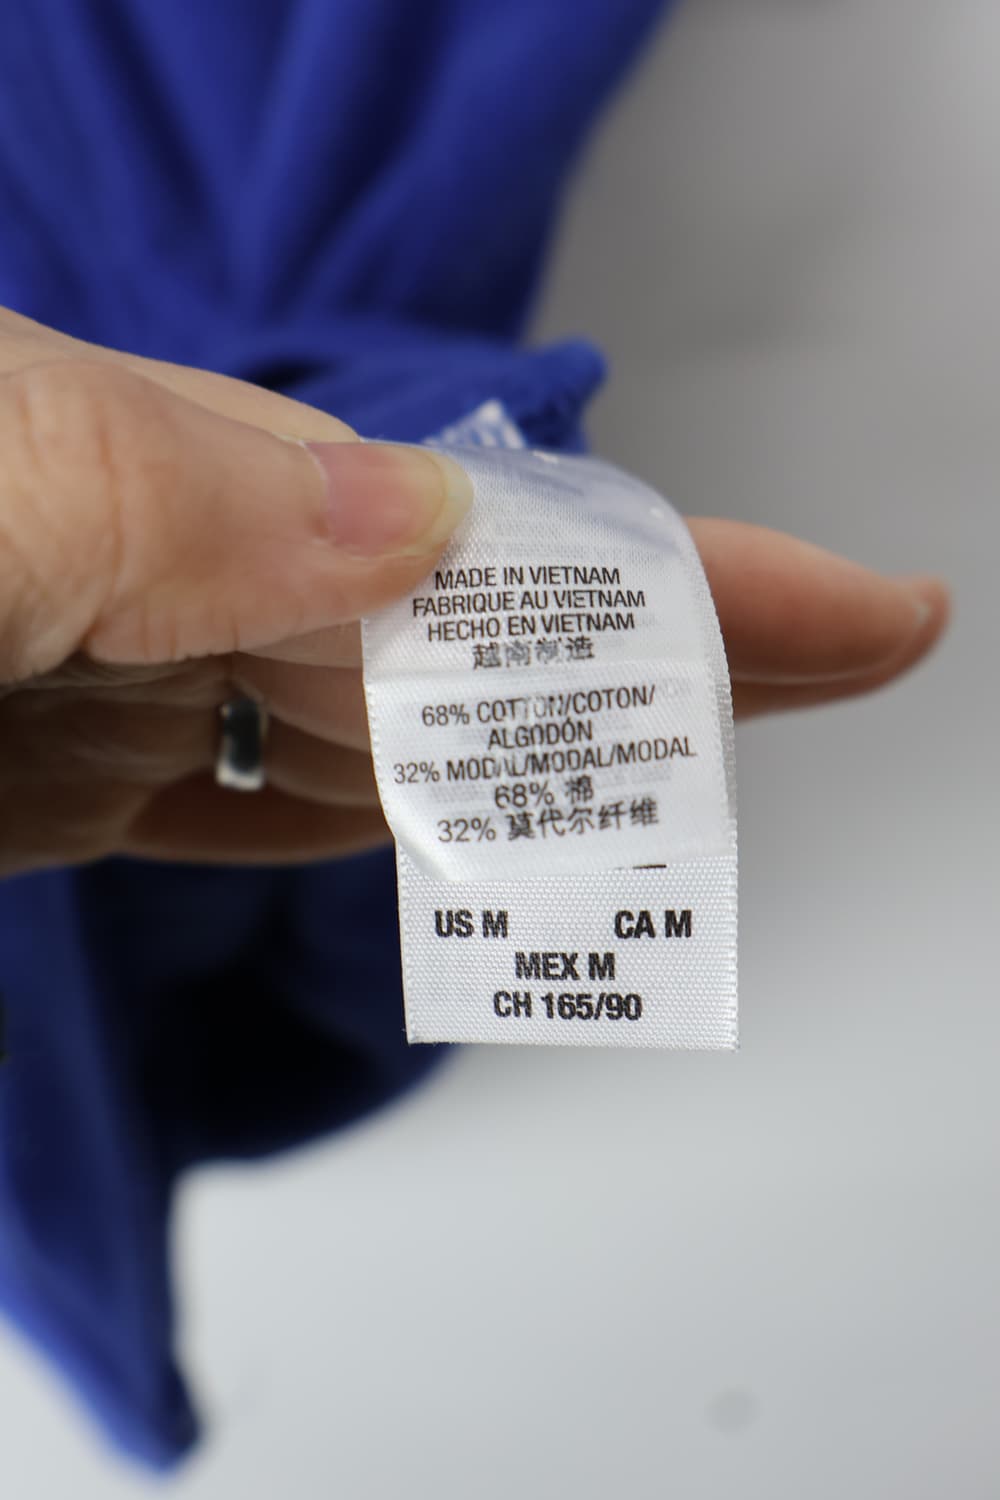 MADE IN VIETNAM
FABRIQUE AU VIETNAM
HECHO EN VIETNAM
越南制造
68% COTTON/COTON/
ALGODÓN
32% MODAL/MODAL/MODAL
68% 棉
32% 莫代尔纤维
US M CA M
MEX M
CH 165/90